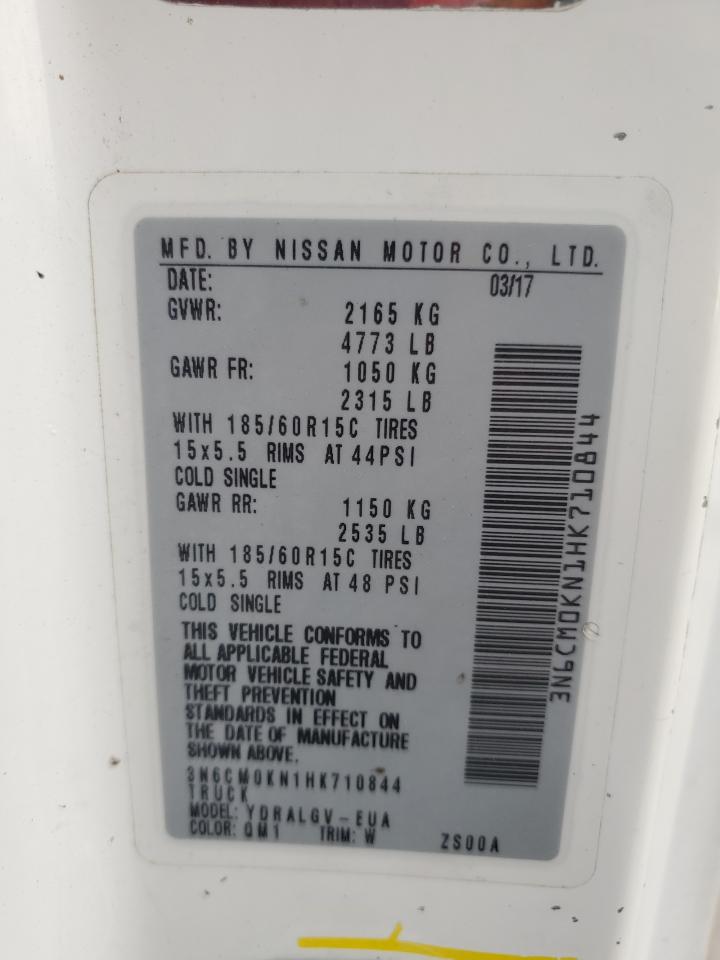 MFD. BY NISSAN MOTOR CO., LTD.
DATE: 03/17
GVWR: 2165 KG
4773 LB
GAWR FR: 1050 KG
2315 LB
WITH 185/60R15C TIRES
15x5.5 RIMS AT 44PSI
COLD SINGLE
GAWR RR: 1150 KG
2535 LB
WITH 185/60R15C TIRES
15x5.5 RIMS AT 48 PSI
COLD SINGLE
THIS VEHICLE CONFORMS TO
ALL APPLICABLE FEDERAL
MOTOR VEHICLE SAFETY AND
THEFT PREVENTION
STANDARDS IN EFFECT ON
THE DATE OF MANUFACTURE
SHOWN ABOVE.
3N6CM0KN1HK710844
TRUCK
MODEL: YDRALGV-EUA
COLOR: QM1 TRIM: W ZS00A
3N6CM0KN1HK710844